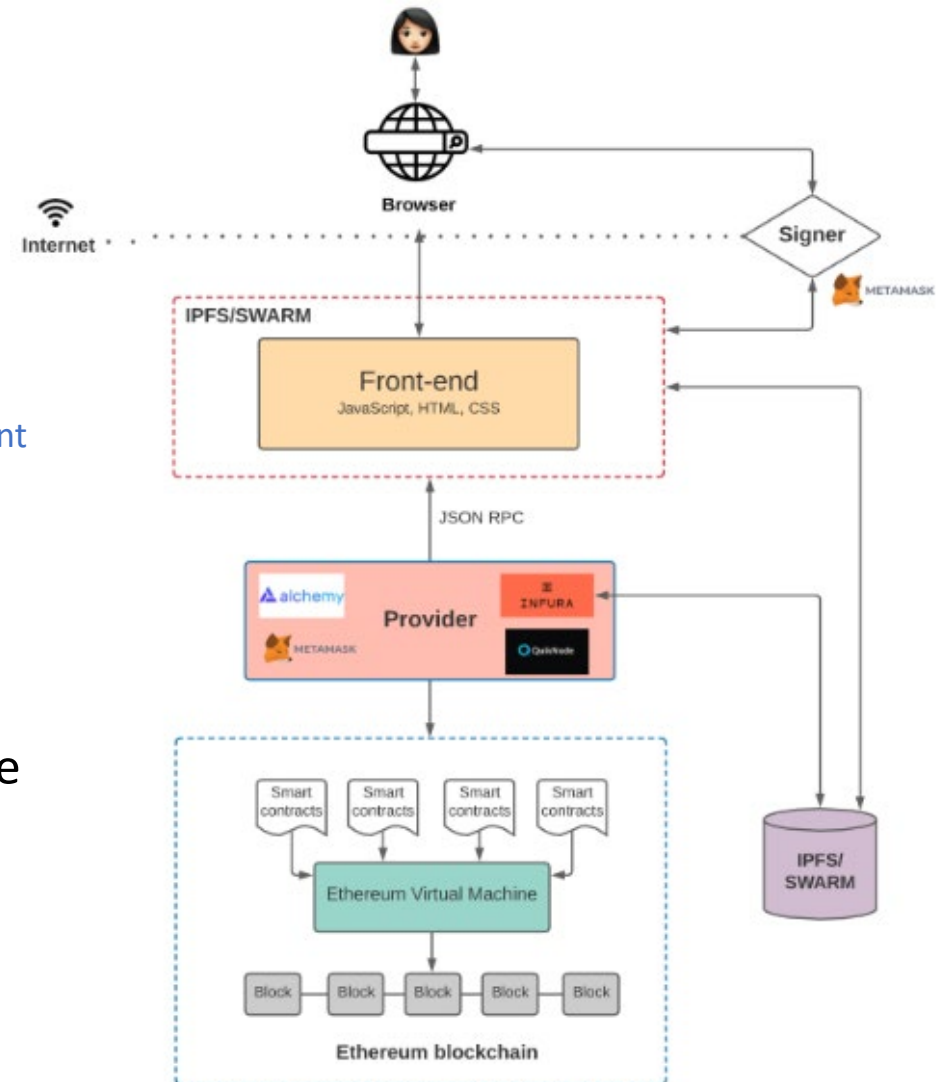 Browser
Internet
Signer
METAMASK
IPFS/SWARM
Front-end
JavaScript, HTML, CSS
nt
JSON RPC
alchemy
INFURA
Provider
METAMASK
QuikNode
e
Smart
contracts
Smart
contracts
Smart
contracts
Smart
contracts
IPFS/
SWARM
Ethereum Virtual Machine
Block
Block
Block
Block
Block
Ethereum blockchain